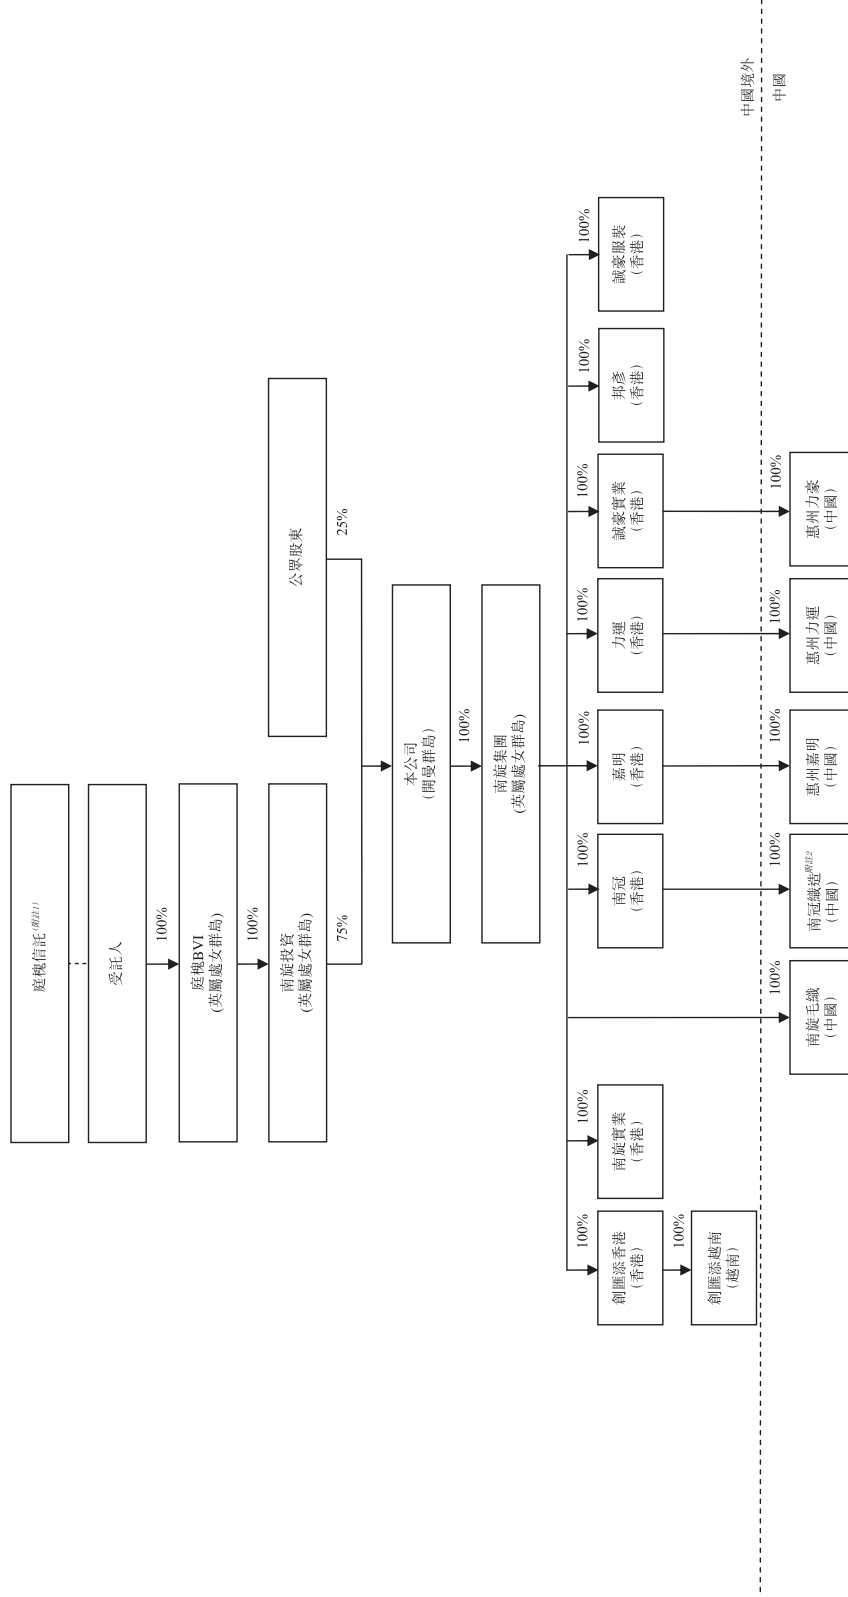 庭槐信託(附註1)
受託人
100%
庭槐BVI
(英屬處女群島)
100%
南旋投資
(英屬處女群島)
公眾股東
75%
25%
本公司
(開曼群島)
100%
南旋集團
(英屬處女群島)
100%
100%
100%
100%
100%
100%
100%
100%
創匯添香港
(香港)
南旋實業
(香港)
南冠
(香港)
嘉明
(香港)
力運
(香港)
誠豪實業
(香港)
邦彥
(香港)
誠豪服裝
(香港)
100%
創匯添越南
(越南)
中國境外
中國
100%
100%
100%
100%
100%
南旋毛織
(中國)
南冠織造附註2
(中國)
惠州嘉明
(中國)
惠州力運
(中國)
惠州力豪
(中國)